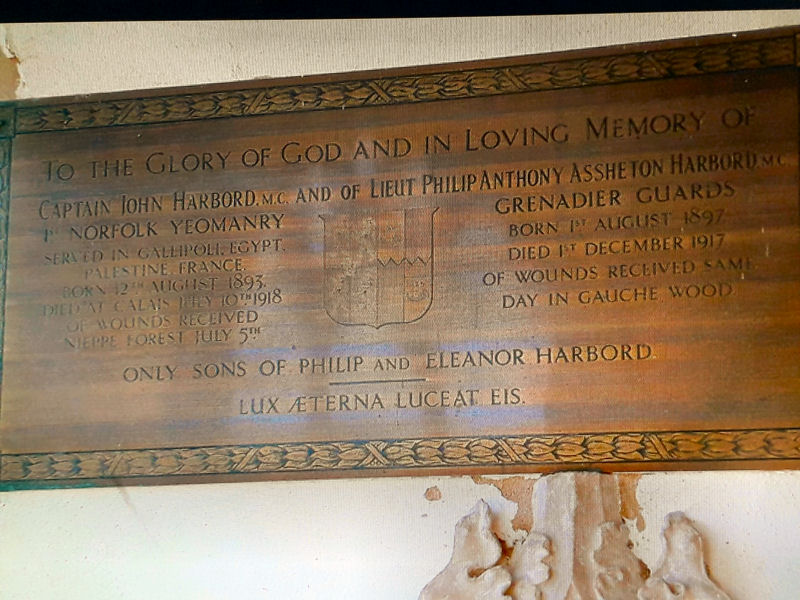 TO THE GLORY OF GOD AND IN LOVING MEMORY OF
CAPTAIN JOHN HARBORD, M.C. AND OF LIEUT PHILIP ANTHONY ASSHETON HARBORD, M.C.
1ST NORFOLK YEOMANRY
SERVED IN GALLIPOLI, EGYPT,
PALESTINE, FRANCE.
BORN 12TH AUGUST 1893.
DIED AT CALAIS JULY 10TH 1918
OF WOUNDS RECEIVED
NIEPPE FOREST JULY 5TH
GRENADIER GUARDS
BORN 1ST AUGUST 1897
DIED 1ST DECEMBER 1917
OF WOUNDS RECEIVED SAME
DAY IN GAUCHE WOOD.
ONLY SONS OF PHILIP AND ELEANOR HARBORD.
LUX ÆTERNA LUCEAT EIS.